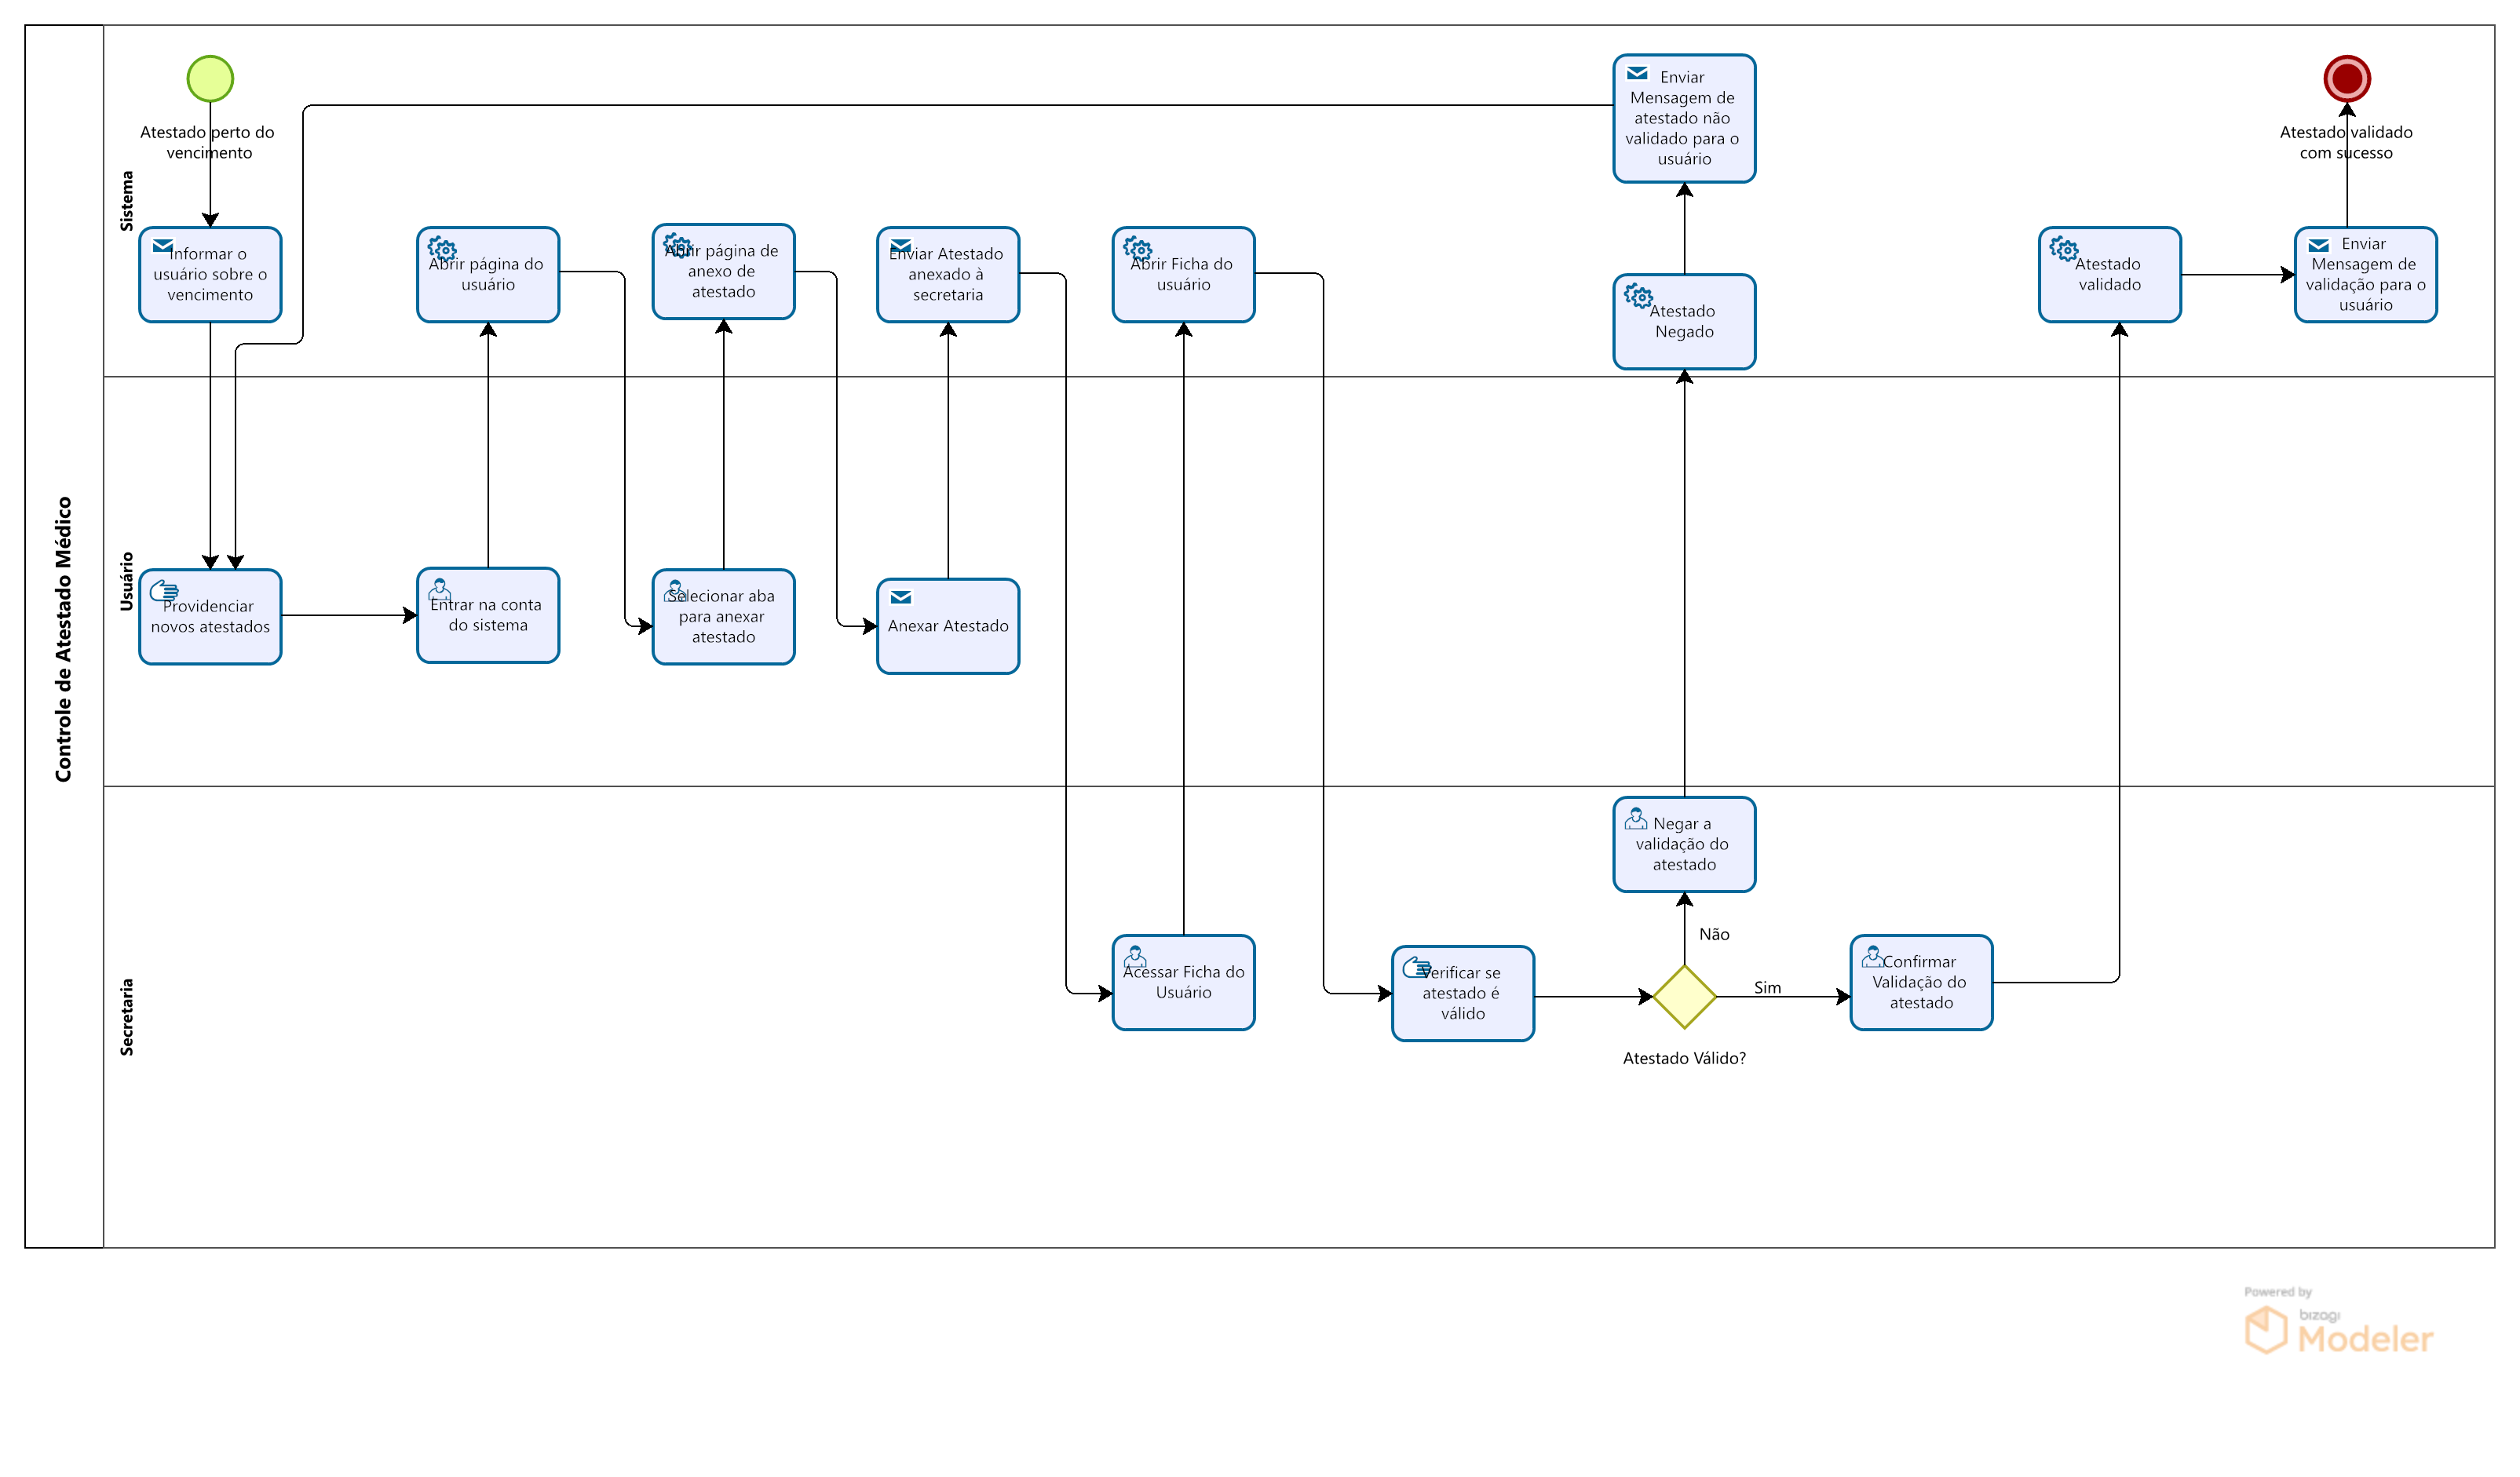 Controle de Atestado Médico
Sistema
Atestado perto do
vencimento
Informar o
usuário sobre o
vencimento
Abrir página do
usuário
Abrir página de
anexo de
atestado
Enviar Atestado
anexado à
secretaria
Abrir Ficha do
usuário
Enviar
Mensagem de
atestado não
validado para o
usuário
Atestado
Negado
Atestado
validado
Enviar
Mensagem de
validação para o
usuário
Atestado validado
com sucesso
Usuário
Providenciar
novos atestados
Entrar na conta
do sistema
Selecionar aba
para anexar
atestado
Anexar Atestado
Secretaria
Acessar Ficha do
Usuário
Verificar se
atestado é
válido
Negar a
validação do
atestado
Não
Sim
Atestado Válido?
Confirmar
Validação do
atestado
Powered by
bizagi
Modeler